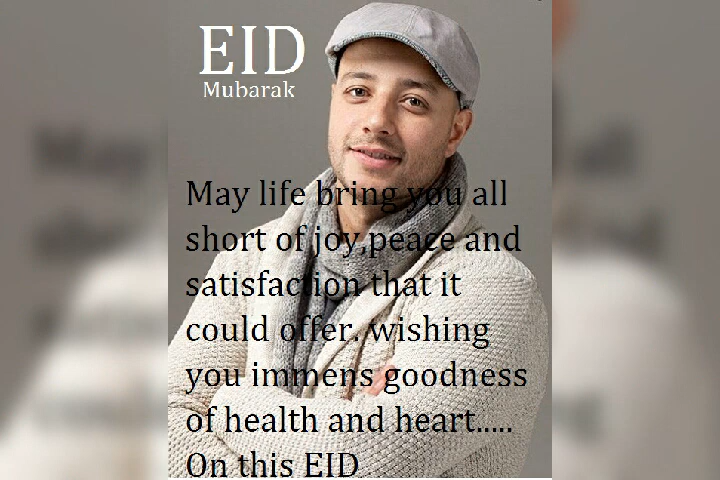 EID
Mubarak
May life bring you all
short of joy,peace and
satisfaction that it
could offer. wishing
you immens goodness
of health and heart.....
On this EID